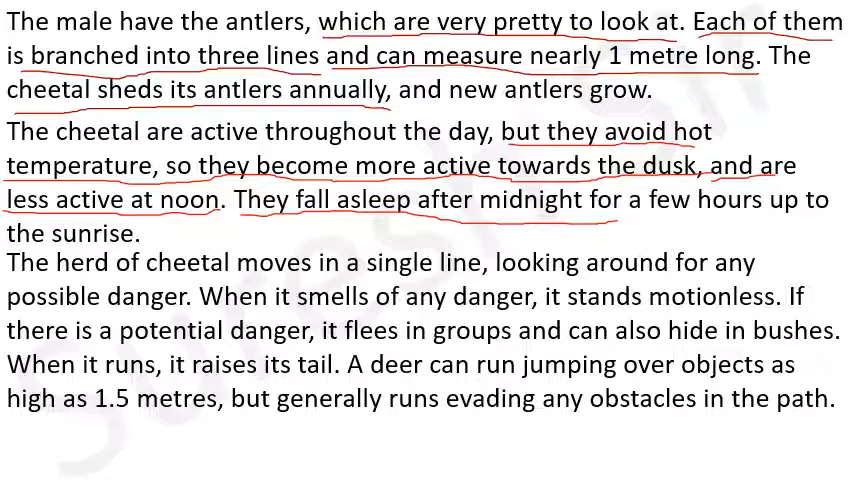 The male have the antlers, which are very pretty to look at. Each of them
is branched into three lines and can measure nearly 1 metre long. The
cheetal sheds its antlers annually, and new antlers grow.
The cheetal are active throughout the day, but they avoid hot
temperature, so they become more active towards the dusk, and are
less active at noon. They fall asleep after midnight for a few hours up to
the sunrise.
The herd of cheetal moves in a single line, looking around for any
possible danger. When it smells of any danger, it stands motionless. If
there is a potential danger, it flees in groups and can also hide in bushes.
When it runs, it raises its tail. A deer can run jumping over objects as
high as 1.5 metres, but generally runs evading any obstacles in the path.